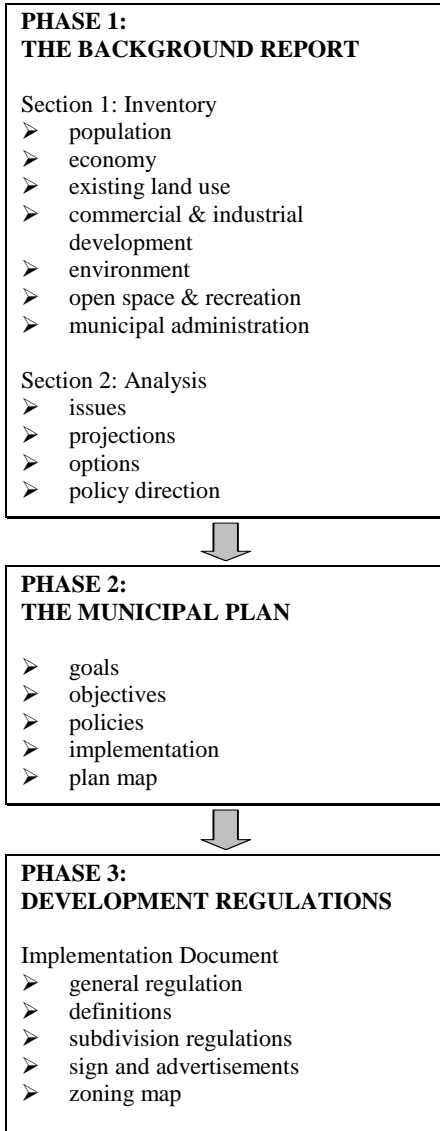 PHASE 1:
THE BACKGROUND REPORT
Section 1: Inventory
➢ population
➢ economy
➢ existing land use
➢ commercial & industrial
development
➢ environment
➢ open space & recreation
➢ municipal administration
Section 2: Analysis
➢ issues
➢ projections
➢ options
➢ policy direction
PHASE 2:
THE MUNICIPAL PLAN
➢ goals
➢ objectives
➢ policies
➢ implementation
➢ plan map
PHASE 3:
DEVELOPMENT REGULATIONS
Implementation Document
➢ general regulation
➢ definitions
➢ subdivision regulations
➢ sign and advertisements
➢ zoning map